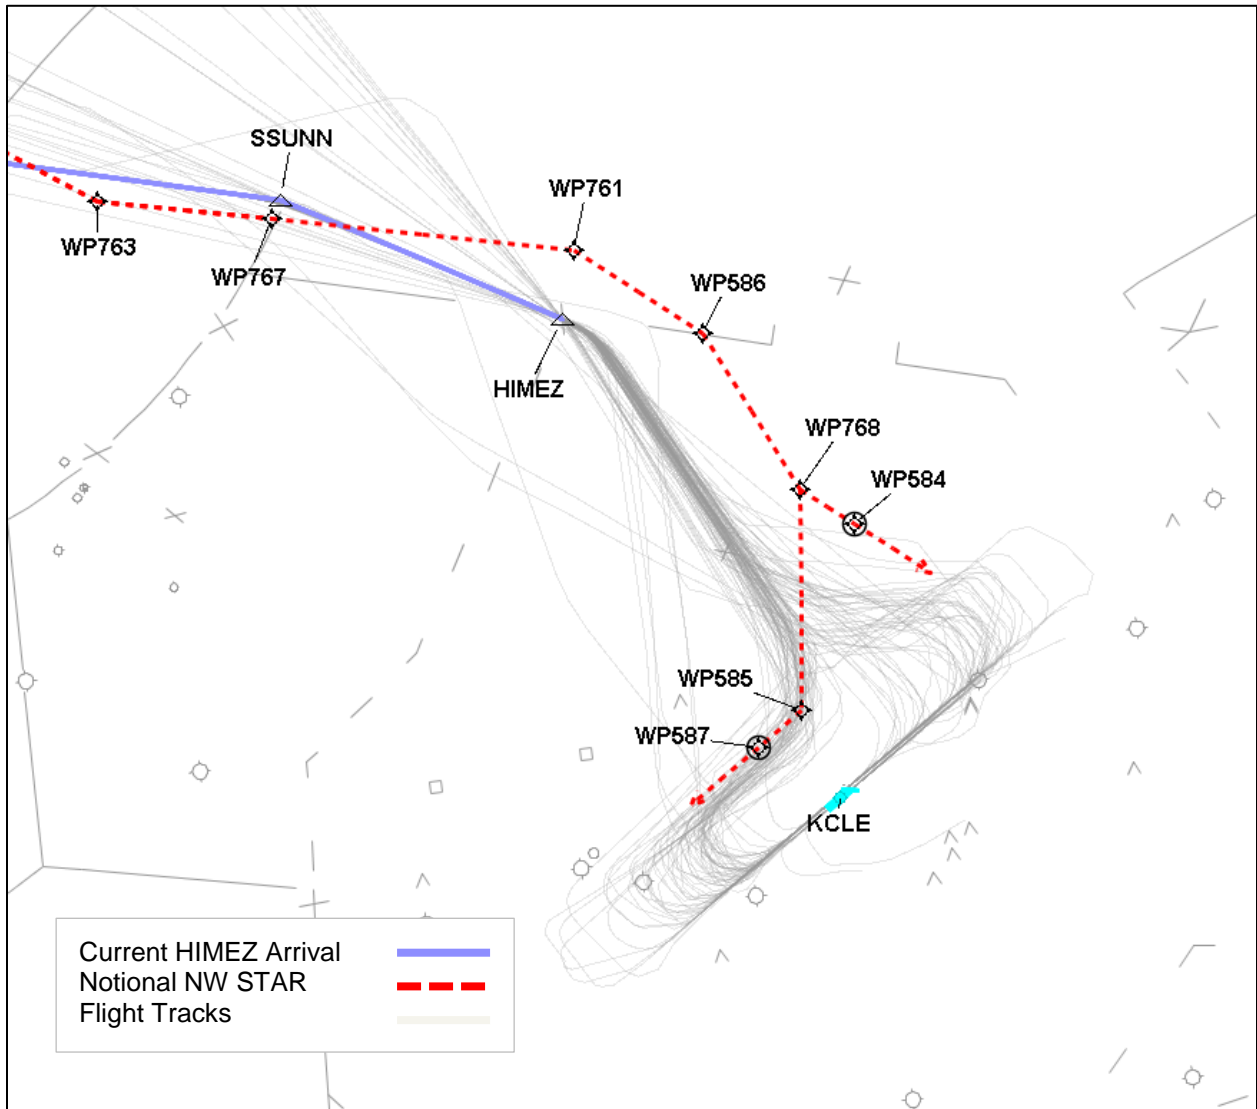 SSUNN
WP761
WP763
WP767
WP586
HIMEZ
WP768
WP584
WP585
WP587
KCLE
Current HIMEZ Arrival
Notional NW STAR
Flight Tracks